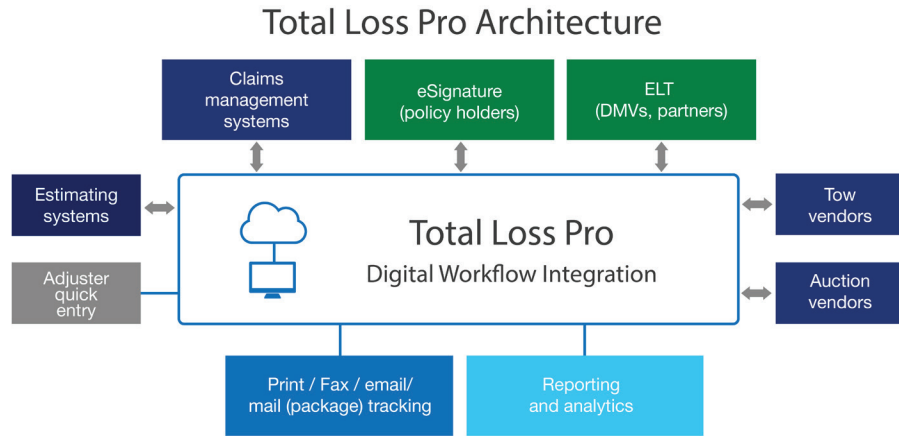 Total Loss Pro Architecture
Claims
management
systems
eSignature
(policy holders)
ELT
(DMVs, partners)
Estimating
systems
Adjuster
quick
entry
Total Loss Pro
Digital Workflow Integration
Tow
vendors
Auction
vendors
Print / Fax / email/
mail (package) tracking
Reporting
and analytics